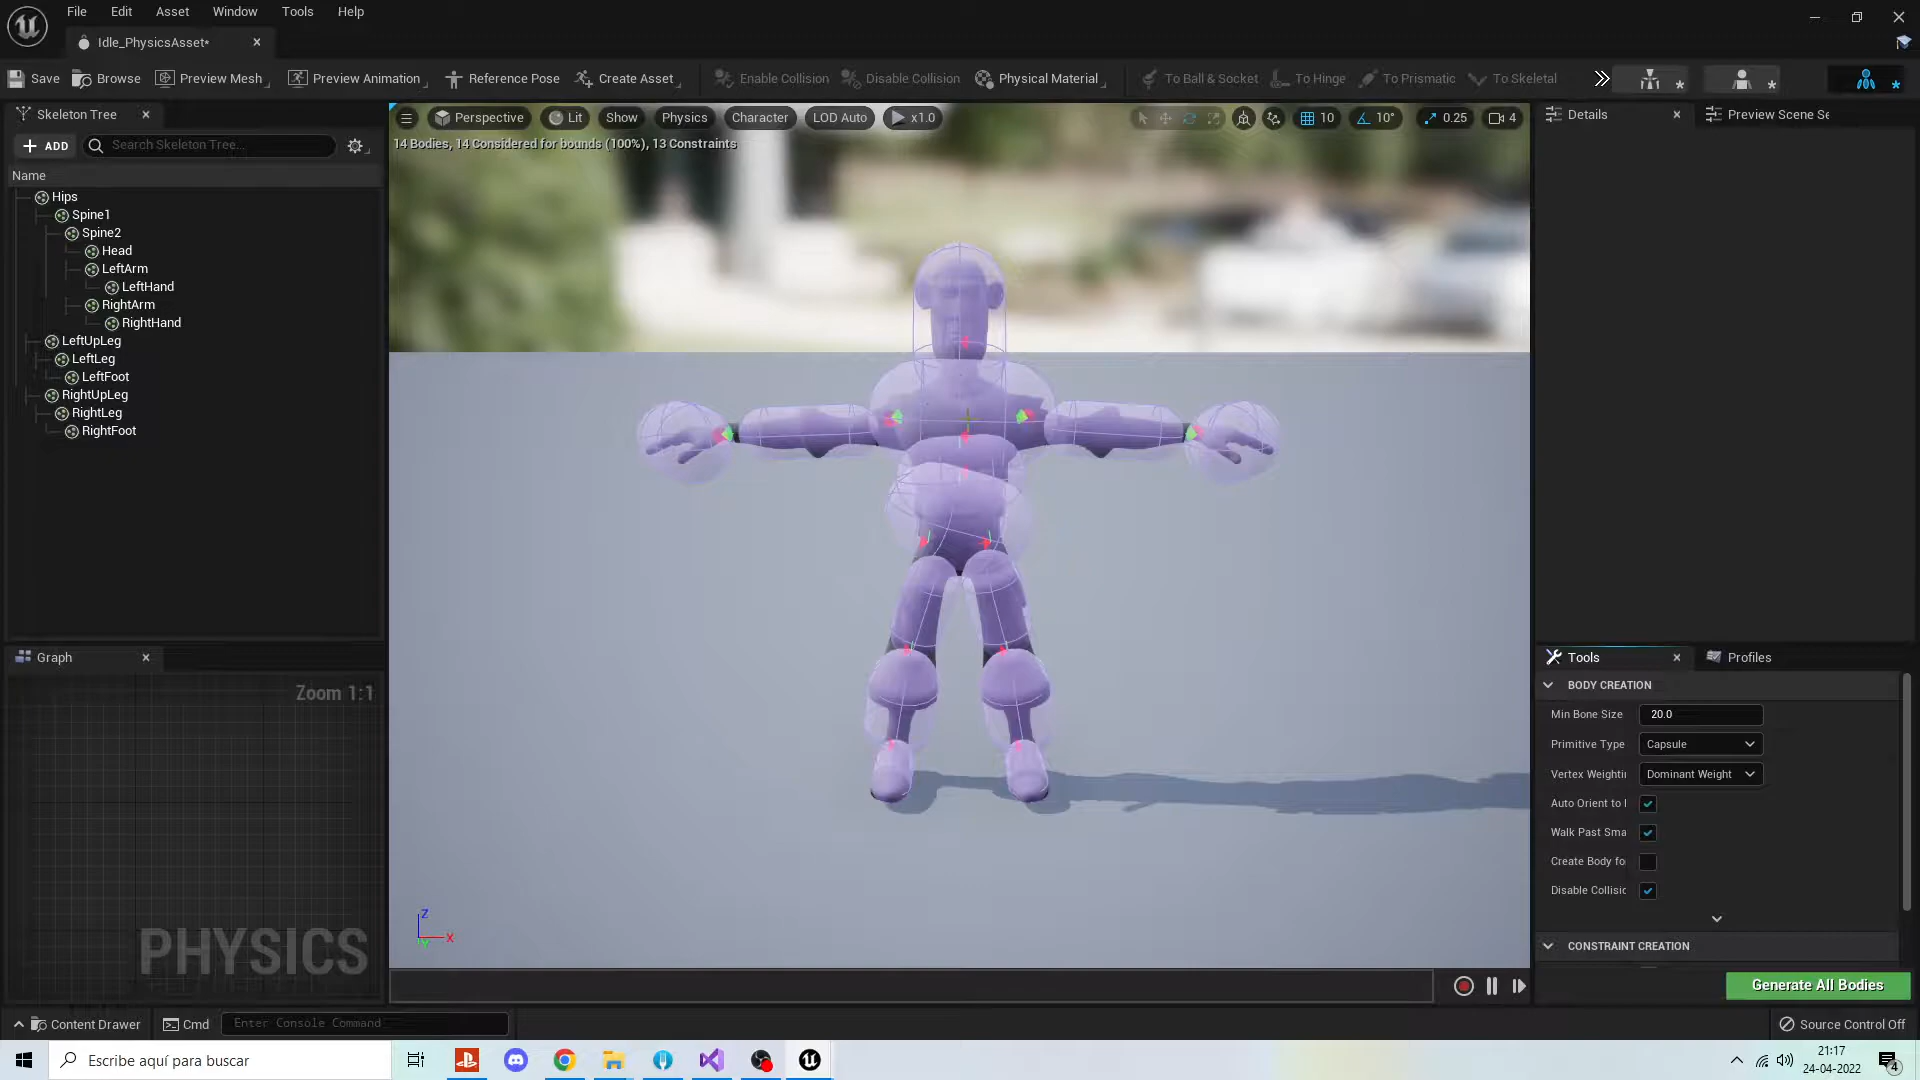 File Edit Asset Window Tools Help
Idle_PhysicsAsset*
Save Browse Preview Mesh Preview Animation Reference Pose Create Asset Enable Collision Disable Collision Physical Material To Ball & Socket To Hinge To Prismatic To Skeletal
Skeleton Tree
ADD Search Skeleton Tree...
Name
Hips
Spine1
Spine2
Head
LeftArm
LeftHand
RightArm
RightHand
LeftUpLeg
LeftLeg
LeftFoot
RightUpLeg
RightLeg
RightFoot
Graph
Zoom 1:1
PHYSICS
Perspective Lit Show Physics Character LOD Auto x1.0 10 10° 0.25 4
14 Bodies, 14 Considered for bounds (100%), 13 Constraints
Z
X
Y
Details Preview Scene Se
Tools Profiles
BODY CREATION
Min Bone Size 20.0
Primitive Type Capsule
Vertex Weightin Dominant Weight
Auto Orient to
Walk Past Sma
Create Body fo
Disable Collisic
CONSTRAINT CREATION
Generate All Bodies
Content Drawer Cmd Enter Console Command Source Control Off
Escribe aquí para buscar
21:17
24-04-2022
4